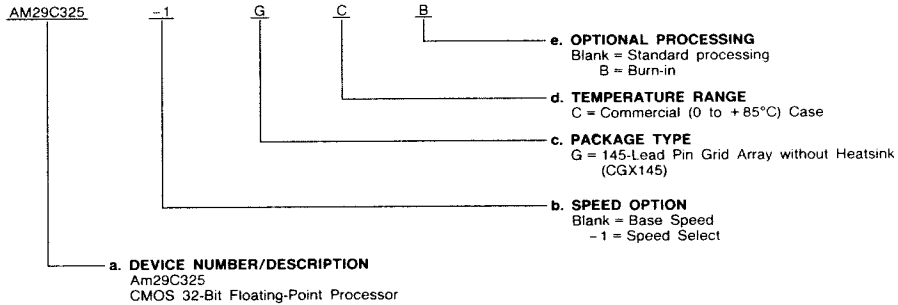 AM29C325 -1 G C B
e. OPTIONAL PROCESSING
Blank = Standard processing
B = Burn-in
d. TEMPERATURE RANGE
C = Commercial (0 to +85°C) Case
c. PACKAGE TYPE
G = 145-Lead Pin Grid Array without Heatsink
(CGX145)
b. SPEED OPTION
Blank = Base Speed
-1 = Speed Select
a. DEVICE NUMBER/DESCRIPTION
Am29C325
CMOS 32-Bit Floating-Point Processor